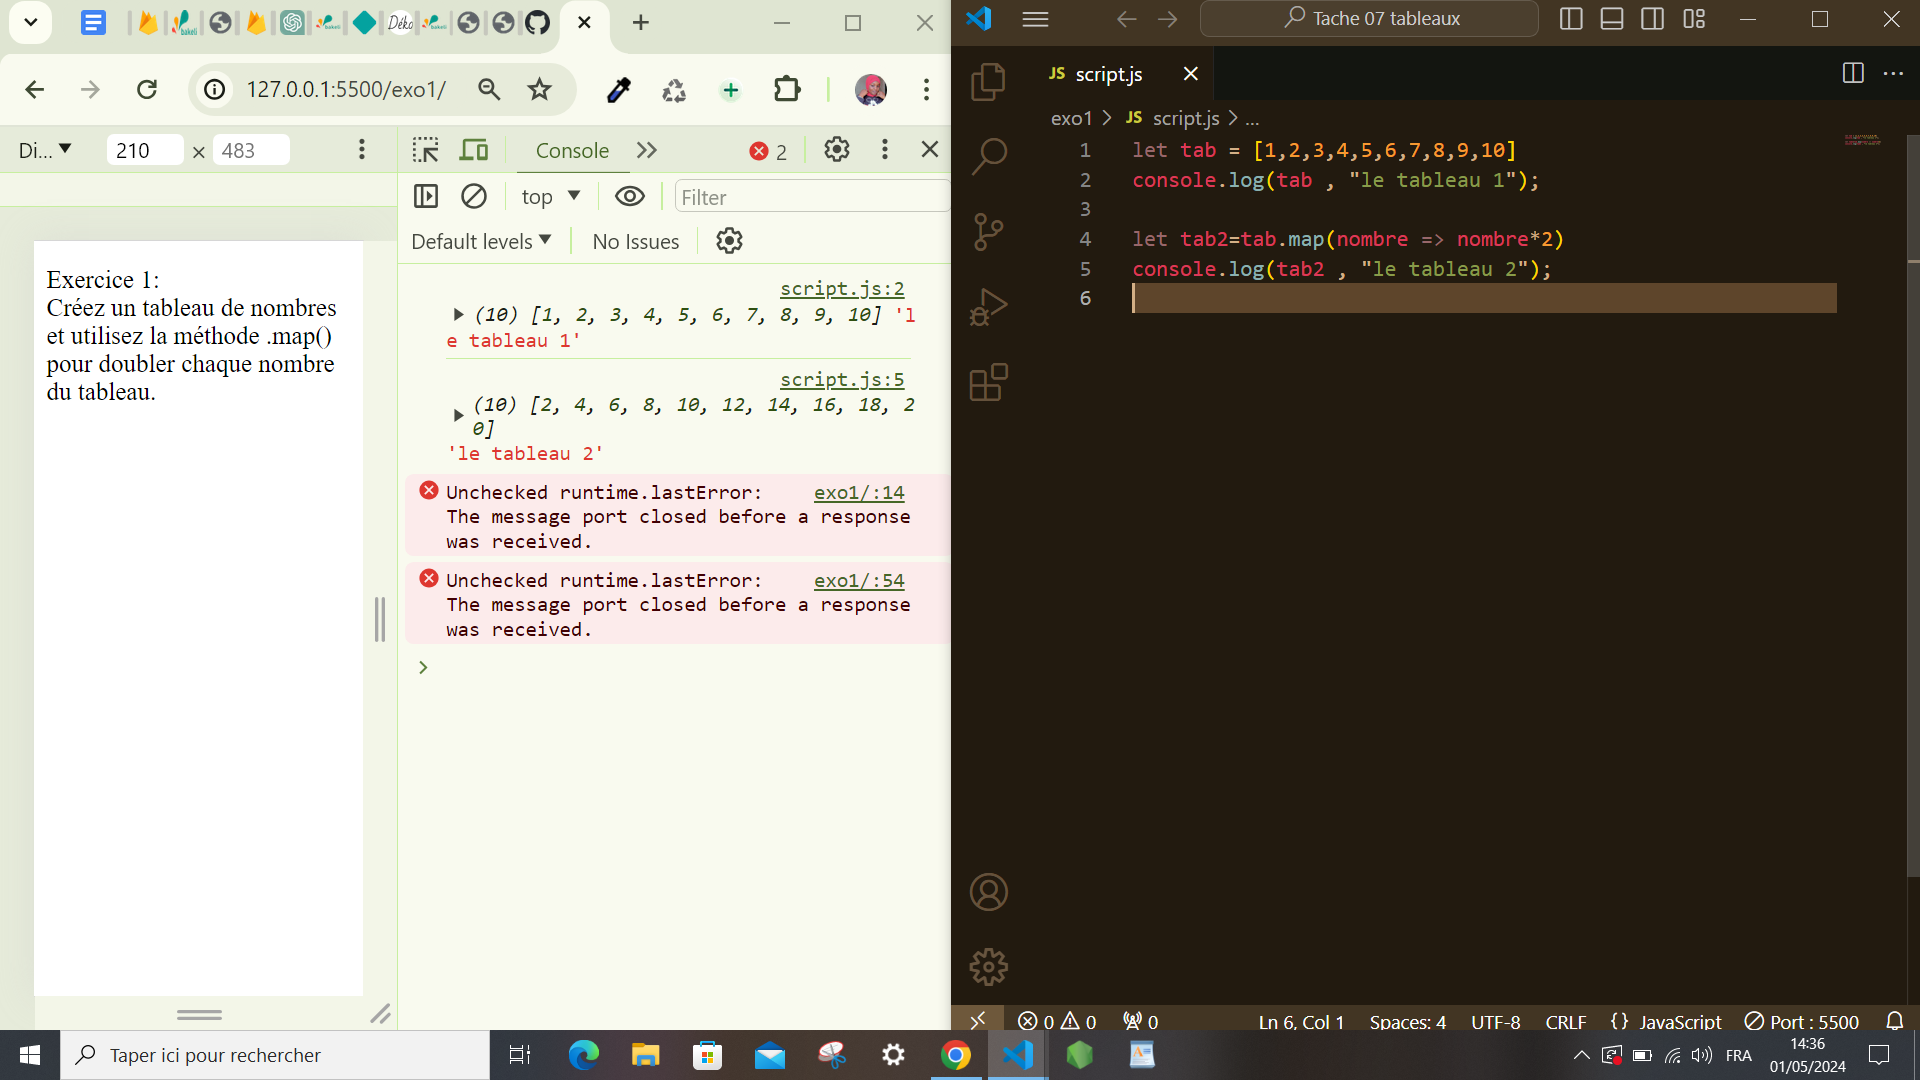 127.0.0.1:5500/exo1/
Di... 210 × 483
Console 2
top Filter
Default levels No Issues
Exercice 1:
Créez un tableau de nombres
et utilisez la méthode .map()
pour doubler chaque nombre
du tableau.
script.js:2
(10) [1, 2, 3, 4, 5, 6, 7, 8, 9, 10] 'l
e tableau 1'
script.js:5
(10) [2, 4, 6, 8, 10, 12, 14, 16, 18, 2
0]
'le tableau 2'
Unchecked runtime.lastError: exo1/:14
The message port closed before a response
was received.
Unchecked runtime.lastError: exo1/:54
The message port closed before a response
was received.
Tache 07 tableaux
JS script.js
exo1 > JS script.js > ...
1 let tab = [1,2,3,4,5,6,7,8,9,10]
2 console.log(tab , "le tableau 1");
3
4 let tab2=tab.map(nombre => nombre*2)
5 console.log(tab2 , "le tableau 2");
6
0 0 0 Ln 6, Col 1 Spaces: 4 UTF-8 CRLF {} JavaScript Port : 5500
Taper ici pour rechercher
FRA
14:36
01/05/2024